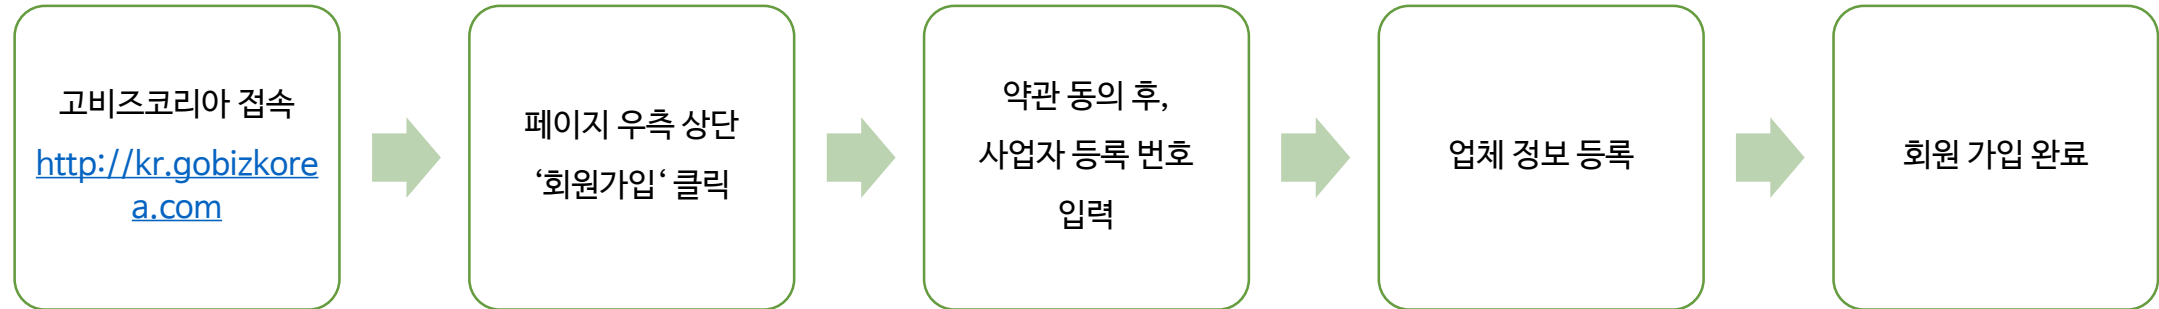 고비즈코리아 접속
http://kr.gobizkore
a.com
페이지 우측 상단
‘회원가입‘ 클릭
약관 동의 후,
사업자 등록 번호
입력
업체 정보 등록
회원 가입 완료